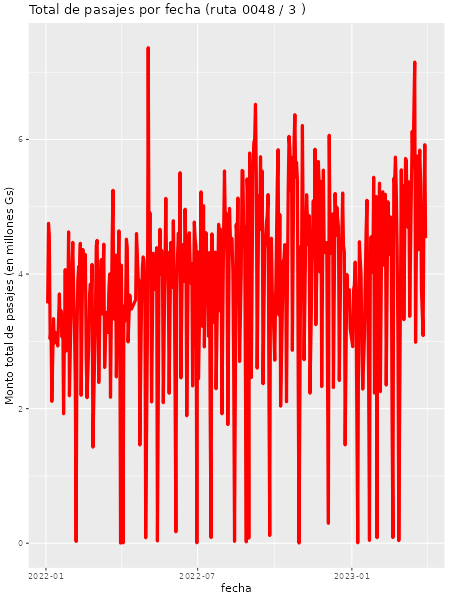 Total de pasajes por fecha (ruta 0048 / 3 )
Monto total de pasajes (en millones Gs)
6
4
2
0
2022-01
2022-07
2023-01
fecha